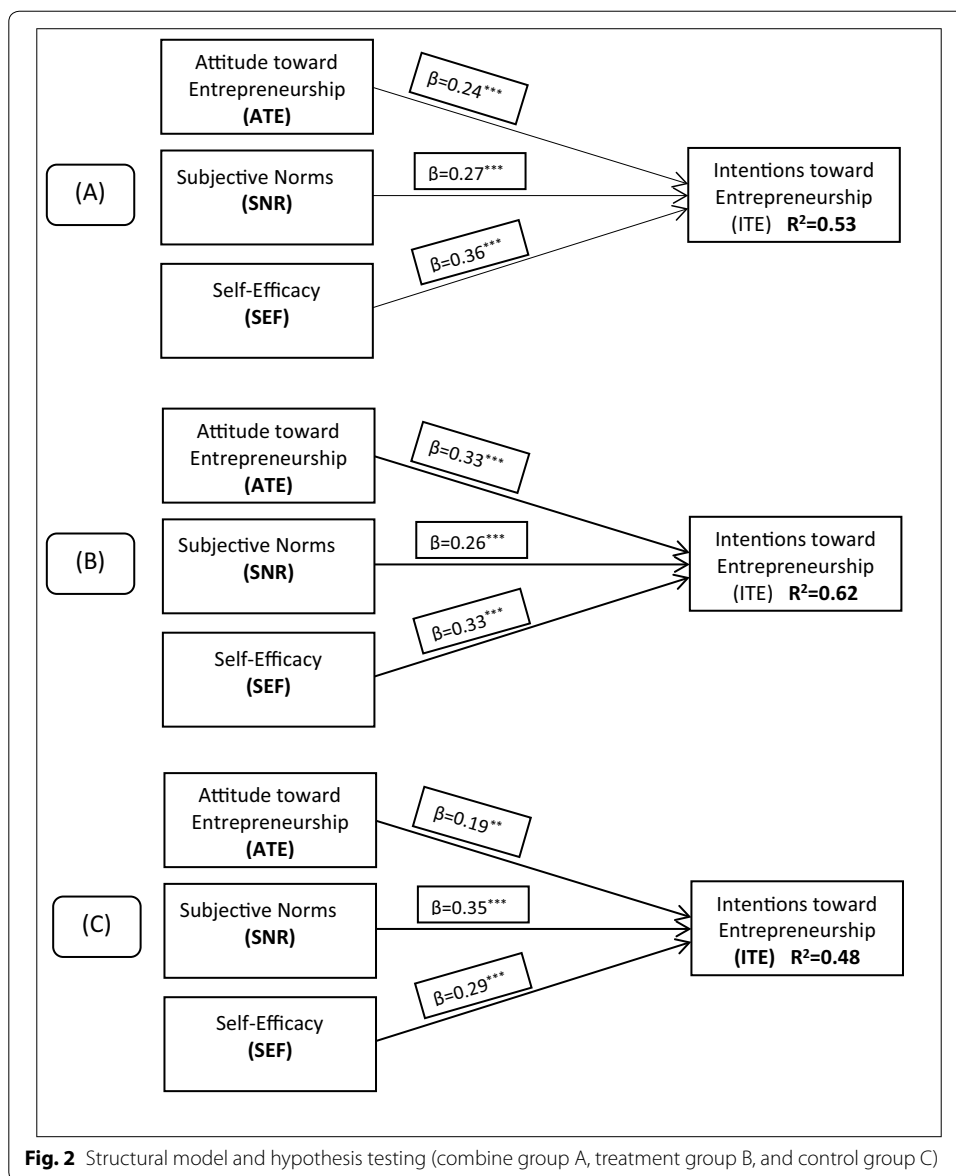 Attitude toward
Entrepreneurship
(ATE)
β=0.24***
(A)
Subjective Norms
(SNR)
β=0.27***
Intentions toward
Entrepreneurship
(ITE) R²=0.53
Self-Efficacy
(SEF)
β=0.36***
Attitude toward
Entrepreneurship
(ATE)
β=0.33***
(B)
Subjective Norms
(SNR)
β=0.26***
Intentions toward
Entrepreneurship
(ITE) R²=0.62
Self-Efficacy
(SEF)
β=0.33***
Attitude toward
Entrepreneurship
(ATE)
β=0.19**
(C)
Subjective Norms
(SNR)
β=0.35***
Intentions toward
Entrepreneurship
(ITE) R²=0.48
Self-Efficacy
(SEF)
β=0.29***
Fig. 2 Structural model and hypothesis testing (combine group A, treatment group B, and control group C)